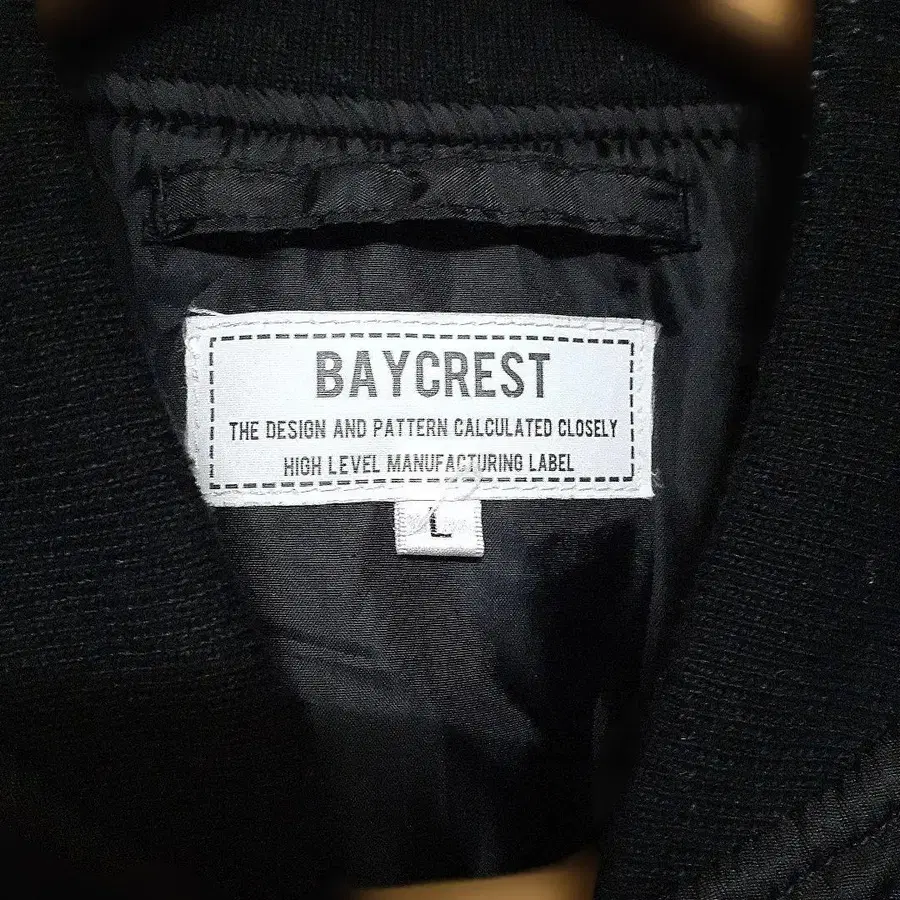 BAYCREST
THE DESIGN AND PATTERN CALCULATED CLOSELY
HIGH LEVEL MANUFACTURING LABEL
L